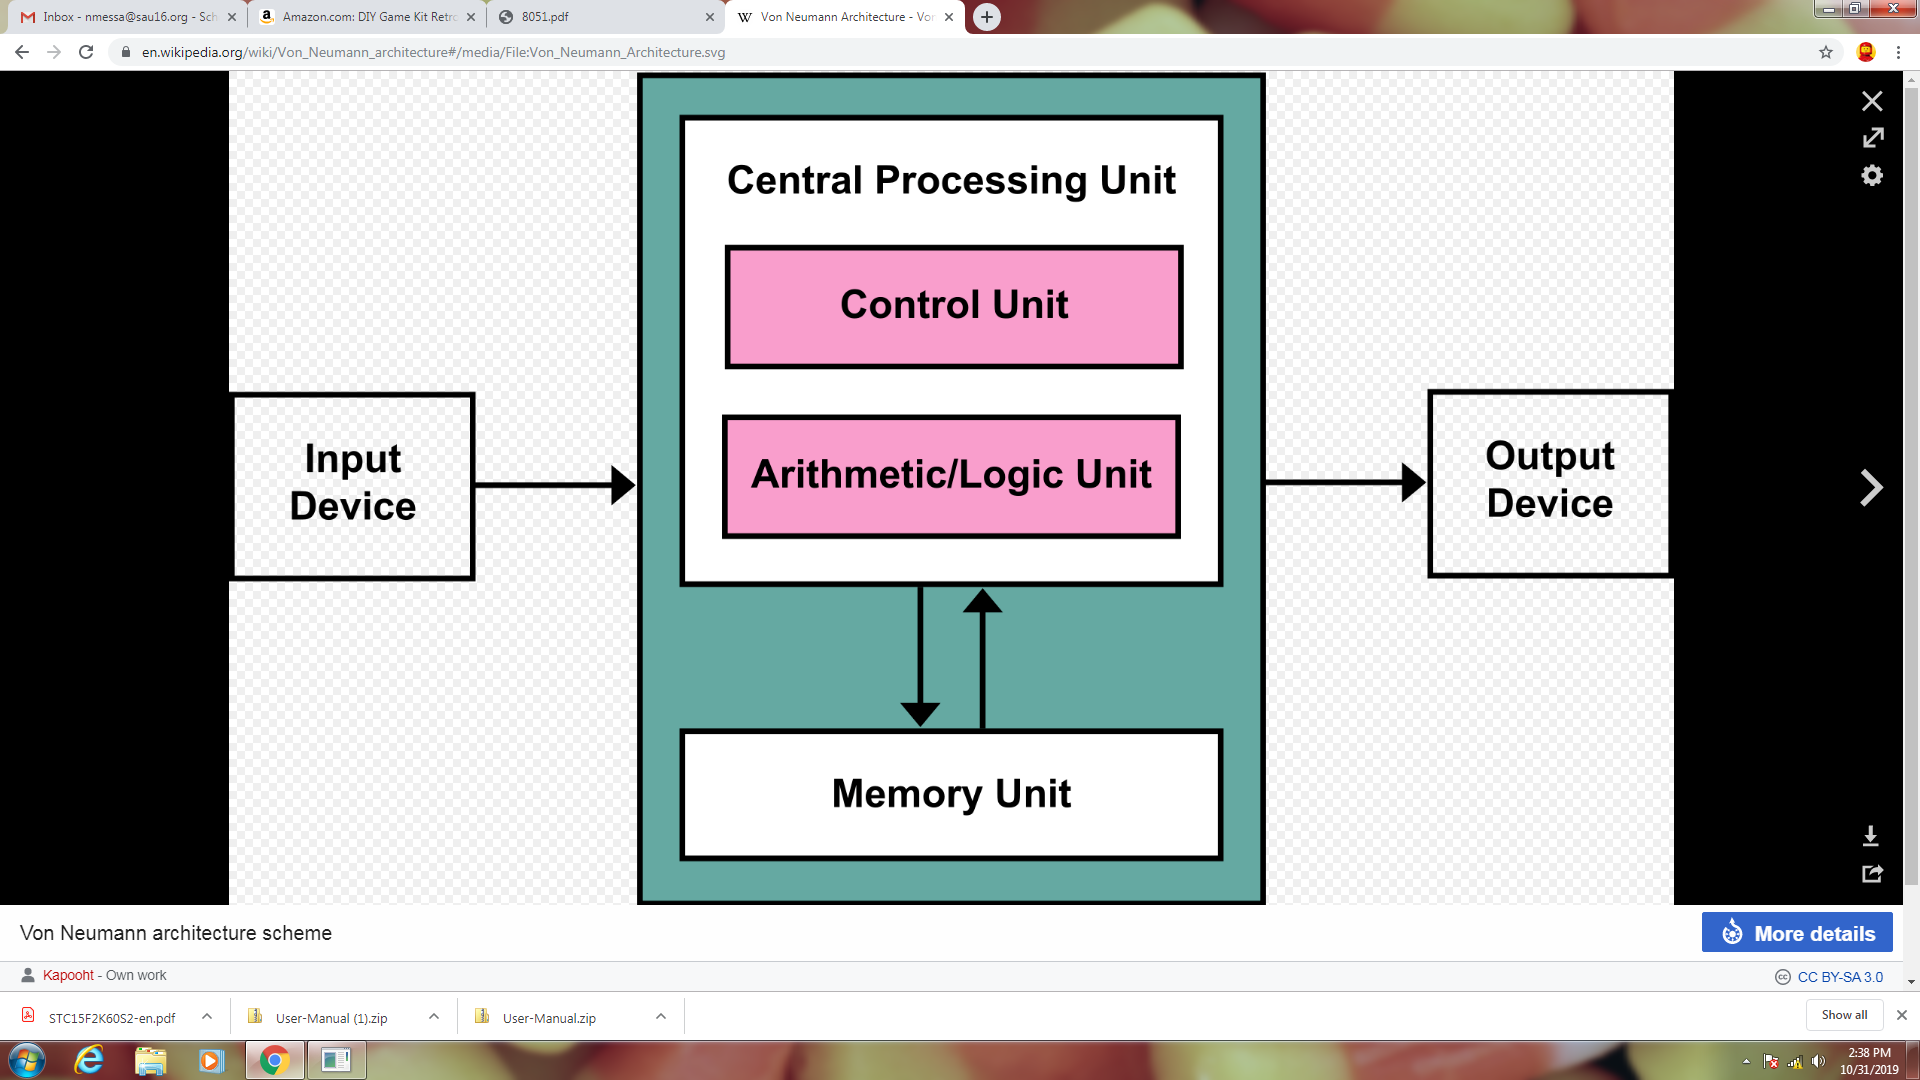 Inbox - nmessa@sau16.org - Sch
Amazon.com: DIY Game Kit Retro
8051.pdf
Von Neumann Architecture - Von
en.wikipedia.org/wiki/Von_Neumann_architecture#/media/File:Von_Neumann_Architecture.svg
Central Processing Unit
Control Unit
Arithmetic/Logic Unit
Input
Device
Output
Device
Memory Unit
Von Neumann architecture scheme
More details
Kapooht - Own work
CC BY-SA 3.0
STC15F2K60S2-en.pdf
User-Manual (1).zip
User-Manual.zip
Show all
2:38 PM
10/31/2019